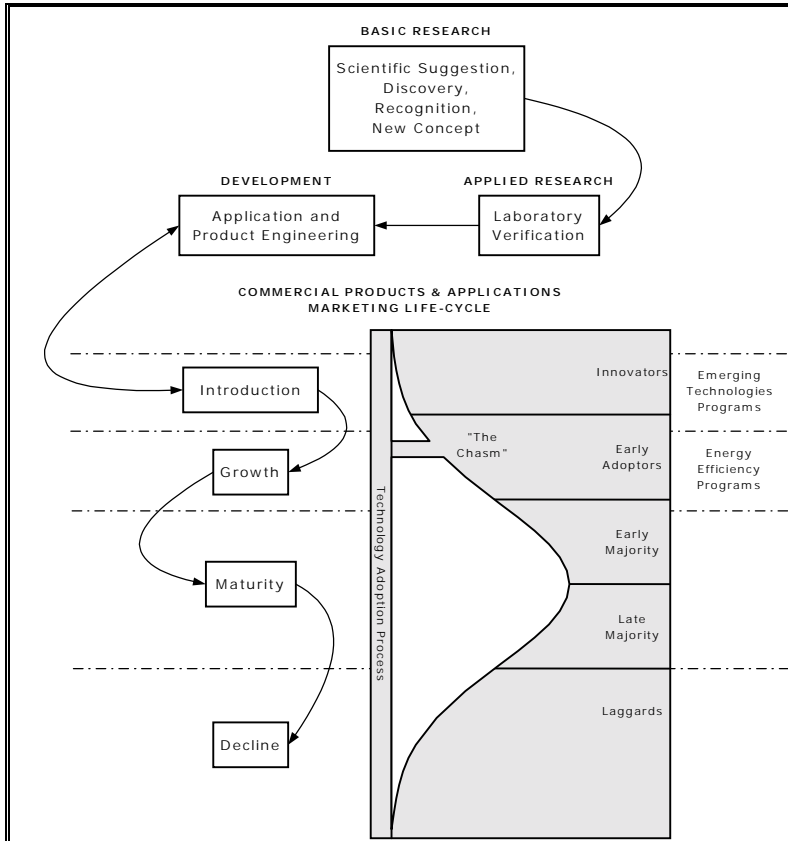 BASIC RESEARCH
Scientific Suggestion,
Discovery,
Recognition,
New Concept
DEVELOPMENT
APPLIED RESEARCH
Application and
Product Engineering
Laboratory
Verification
COMMERCIAL PRODUCTS & APPLICATIONS
MARKETING LIFE-CYCLE
Introduction
Growth
Maturity
Decline
Technology Adoption Process
"The
Chasm"
Innovators
Early
Adoptors
Early
Majority
Late
Majority
Laggards
Emerging
Technologies
Programs
Energy
Efficiency
Programs